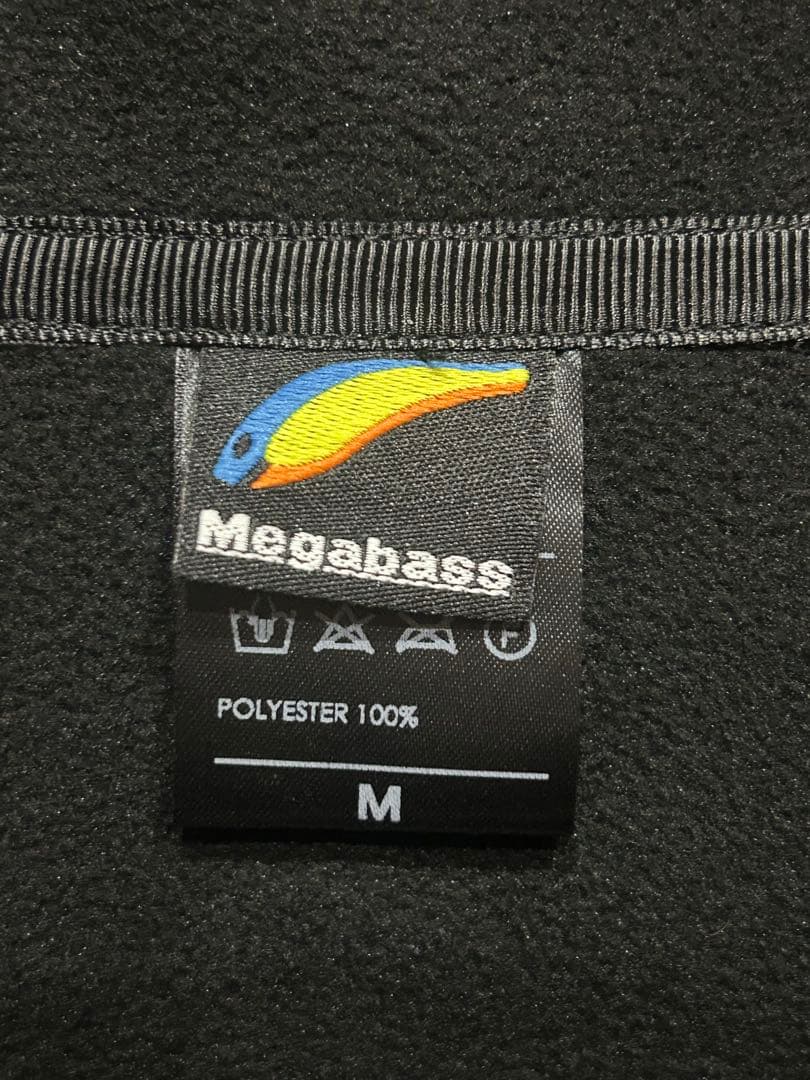 Megabass
F
POLYESTER 100%
M